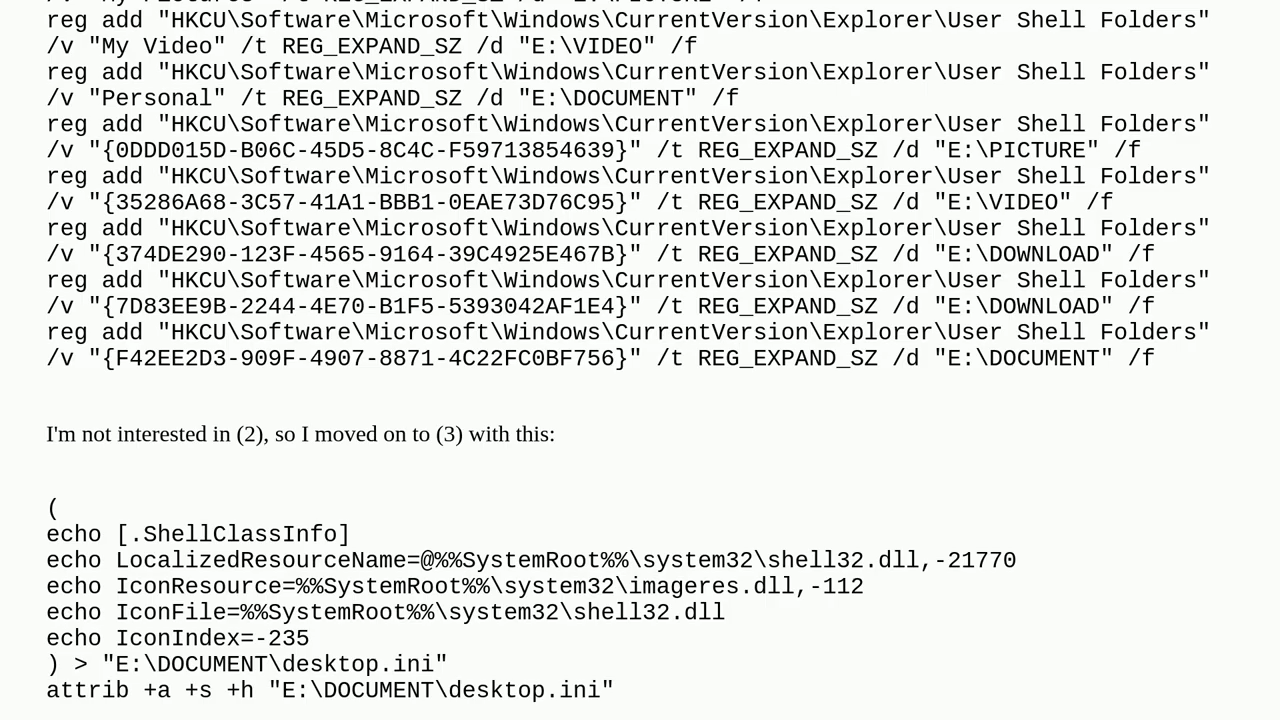 reg add "HKCU\Software\Microsoft\Windows\CurrentVersion\Explorer\User Shell Folders"
/v "My Video" /t REG_EXPAND_SZ /d "E:\VIDEO" /f
reg add "HKCU\Software\Microsoft\Windows\CurrentVersion\Explorer\User Shell Folders"
/v "Personal" /t REG_EXPAND_SZ /d "E:\DOCUMENT" /f
reg add "HKCU\Software\Microsoft\Windows\CurrentVersion\Explorer\User Shell Folders"
/v "{0DDD015D-B06C-45D5-8C4C-F59713854639}" /t REG_EXPAND_SZ /d "E:\PICTURE" /f
reg add "HKCU\Software\Microsoft\Windows\CurrentVersion\Explorer\User Shell Folders"
/v "{35286A68-3C57-41A1-BBB1-0EAE73D76C95}" /t REG_EXPAND_SZ /d "E:\VIDEO" /f
reg add "HKCU\Software\Microsoft\Windows\CurrentVersion\Explorer\User Shell Folders"
/v "{374DE290-123F-4565-9164-39C4925E467B}" /t REG_EXPAND_SZ /d "E:\DOWNLOAD" /f
reg add "HKCU\Software\Microsoft\Windows\CurrentVersion\Explorer\User Shell Folders"
/v "{7D83EE9B-2244-4E70-B1F5-5393042AF1E4}" /t REG_EXPAND_SZ /d "E:\DOWNLOAD" /f
reg add "HKCU\Software\Microsoft\Windows\CurrentVersion\Explorer\User Shell Folders"
/v "{F42EE2D3-909F-4907-8871-4C22FC0BF756}" /t REG_EXPAND_SZ /d "E:\DOCUMENT" /f
I'm not interested in (2), so I moved on to (3) with this:
(
echo [.ShellClassInfo]
echo LocalizedResourceName=@%%SystemRoot%%\system32\shell32.dll,-21770
echo IconResource=%%SystemRoot%%\system32\imageres.dll,-112
echo IconFile=%%SystemRoot%%\system32\shell32.dll
echo IconIndex=-235
) > "E:\DOCUMENT\desktop.ini"
attrib +a +s +h "E:\DOCUMENT\desktop.ini"